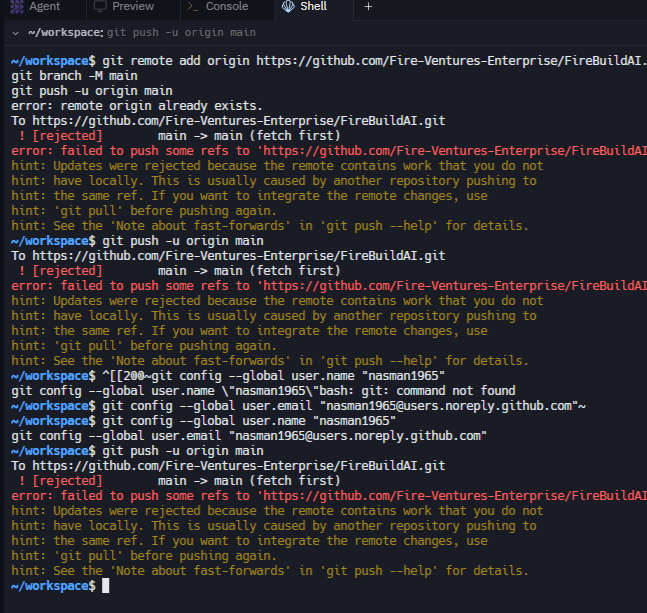 Agent Preview Console Shell +
~/workspace: git push -u origin main
~/workspace$ git remote add origin https://github.com/Fire-Ventures-Enterprise/FireBuildAI.
git branch -M main
git push -u origin main
error: remote origin already exists.
To https://github.com/Fire-Ventures-Enterprise/FireBuildAI.git
! [rejected] main -> main (fetch first)
error: failed to push some refs to 'https://github.com/Fire-Ventures-Enterprise/FireBuildAI
hint: Updates were rejected because the remote contains work that you do not
hint: have locally. This is usually caused by another repository pushing to
hint: the same ref. If you want to integrate the remote changes, use
hint: 'git pull' before pushing again.
hint: See the 'Note about fast-forwards' in 'git push --help' for details.
~/workspace$ git push -u origin main
To https://github.com/Fire-Ventures-Enterprise/FireBuildAI.git
! [rejected] main -> main (fetch first)
error: failed to push some refs to 'https://github.com/Fire-Ventures-Enterprise/FireBuildAI
hint: Updates were rejected because the remote contains work that you do not
hint: have locally. This is usually caused by another repository pushing to
hint: the same ref. If you want to integrate the remote changes, use
hint: 'git pull' before pushing again.
hint: See the 'Note about fast-forwards' in 'git push --help' for details.
~/workspace$ ^[[200~git config --global user.name "nasman1965"
git config --global user.name \"nasman1965\"bash: git: command not found
~/workspace$ git config --global user.email "nasman1965@users.noreply.github.com"~
~/workspace$ git config --global user.name "nasman1965"
git config --global user.email "nasman1965@users.noreply.github.com"
~/workspace$ git push -u origin main
To https://github.com/Fire-Ventures-Enterprise/FireBuildAI.git
! [rejected] main -> main (fetch first)
error: failed to push some refs to 'https://github.com/Fire-Ventures-Enterprise/FireBuildAI
hint: Updates were rejected because the remote contains work that you do not
hint: have locally. This is usually caused by another repository pushing to
hint: the same ref. If you want to integrate the remote changes, use
hint: 'git pull' before pushing again.
hint: See the 'Note about fast-forwards' in 'git push --help' for details.
~/workspace$